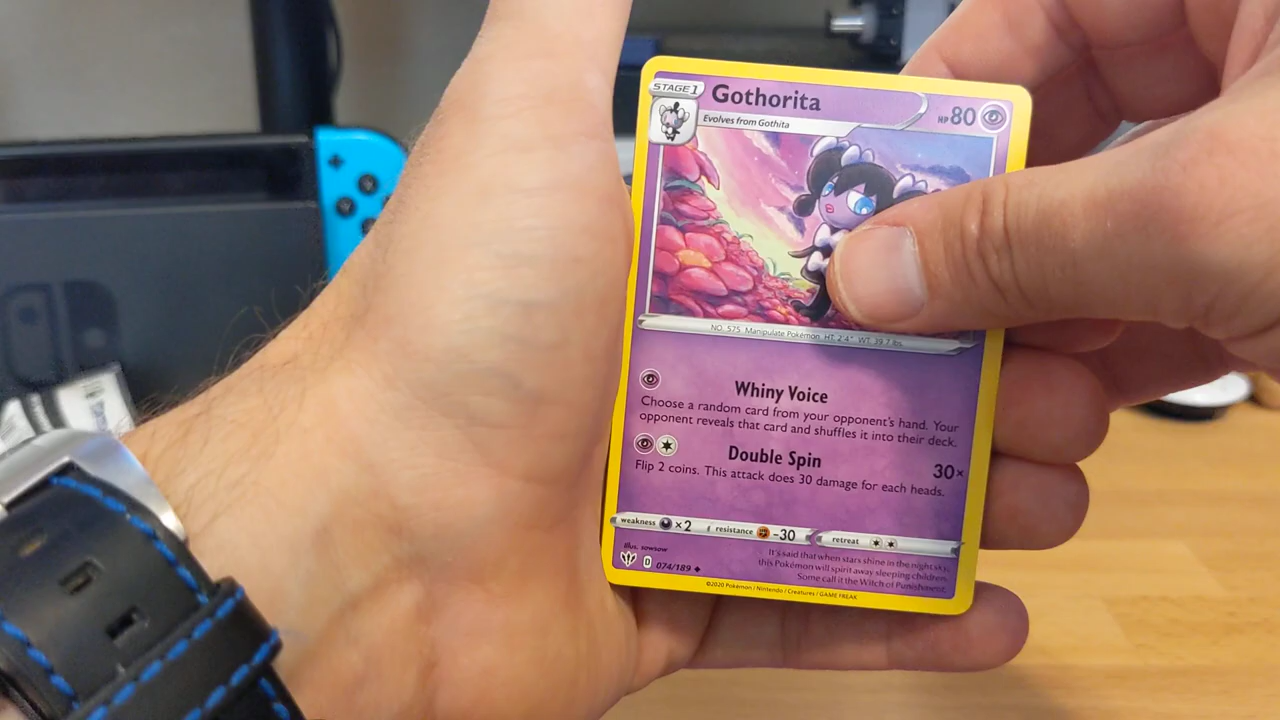 STAGE 1
Gothorita
HP 80
Evolves from Gothita
NO. 575 Manipulate Pokémon HT: 2'4" WT: 39.7 lbs.
Whiny Voice
Choose a random card from your opponent's hand. Your
opponent reveals that card and shuffles it into their deck.
Double Spin
30×
Flip 2 coins. This attack does 30 damage for each heads.
weakness ×2 resistance -30 retreat
Illus. sowsow
D 074/189
It's said that when stars shine in the night sky,
this Pokémon will spirit away sleeping children.
Some call it the Witch of Punishment.
©2020 Pokémon / Nintendo / Creatures / GAME FREAK